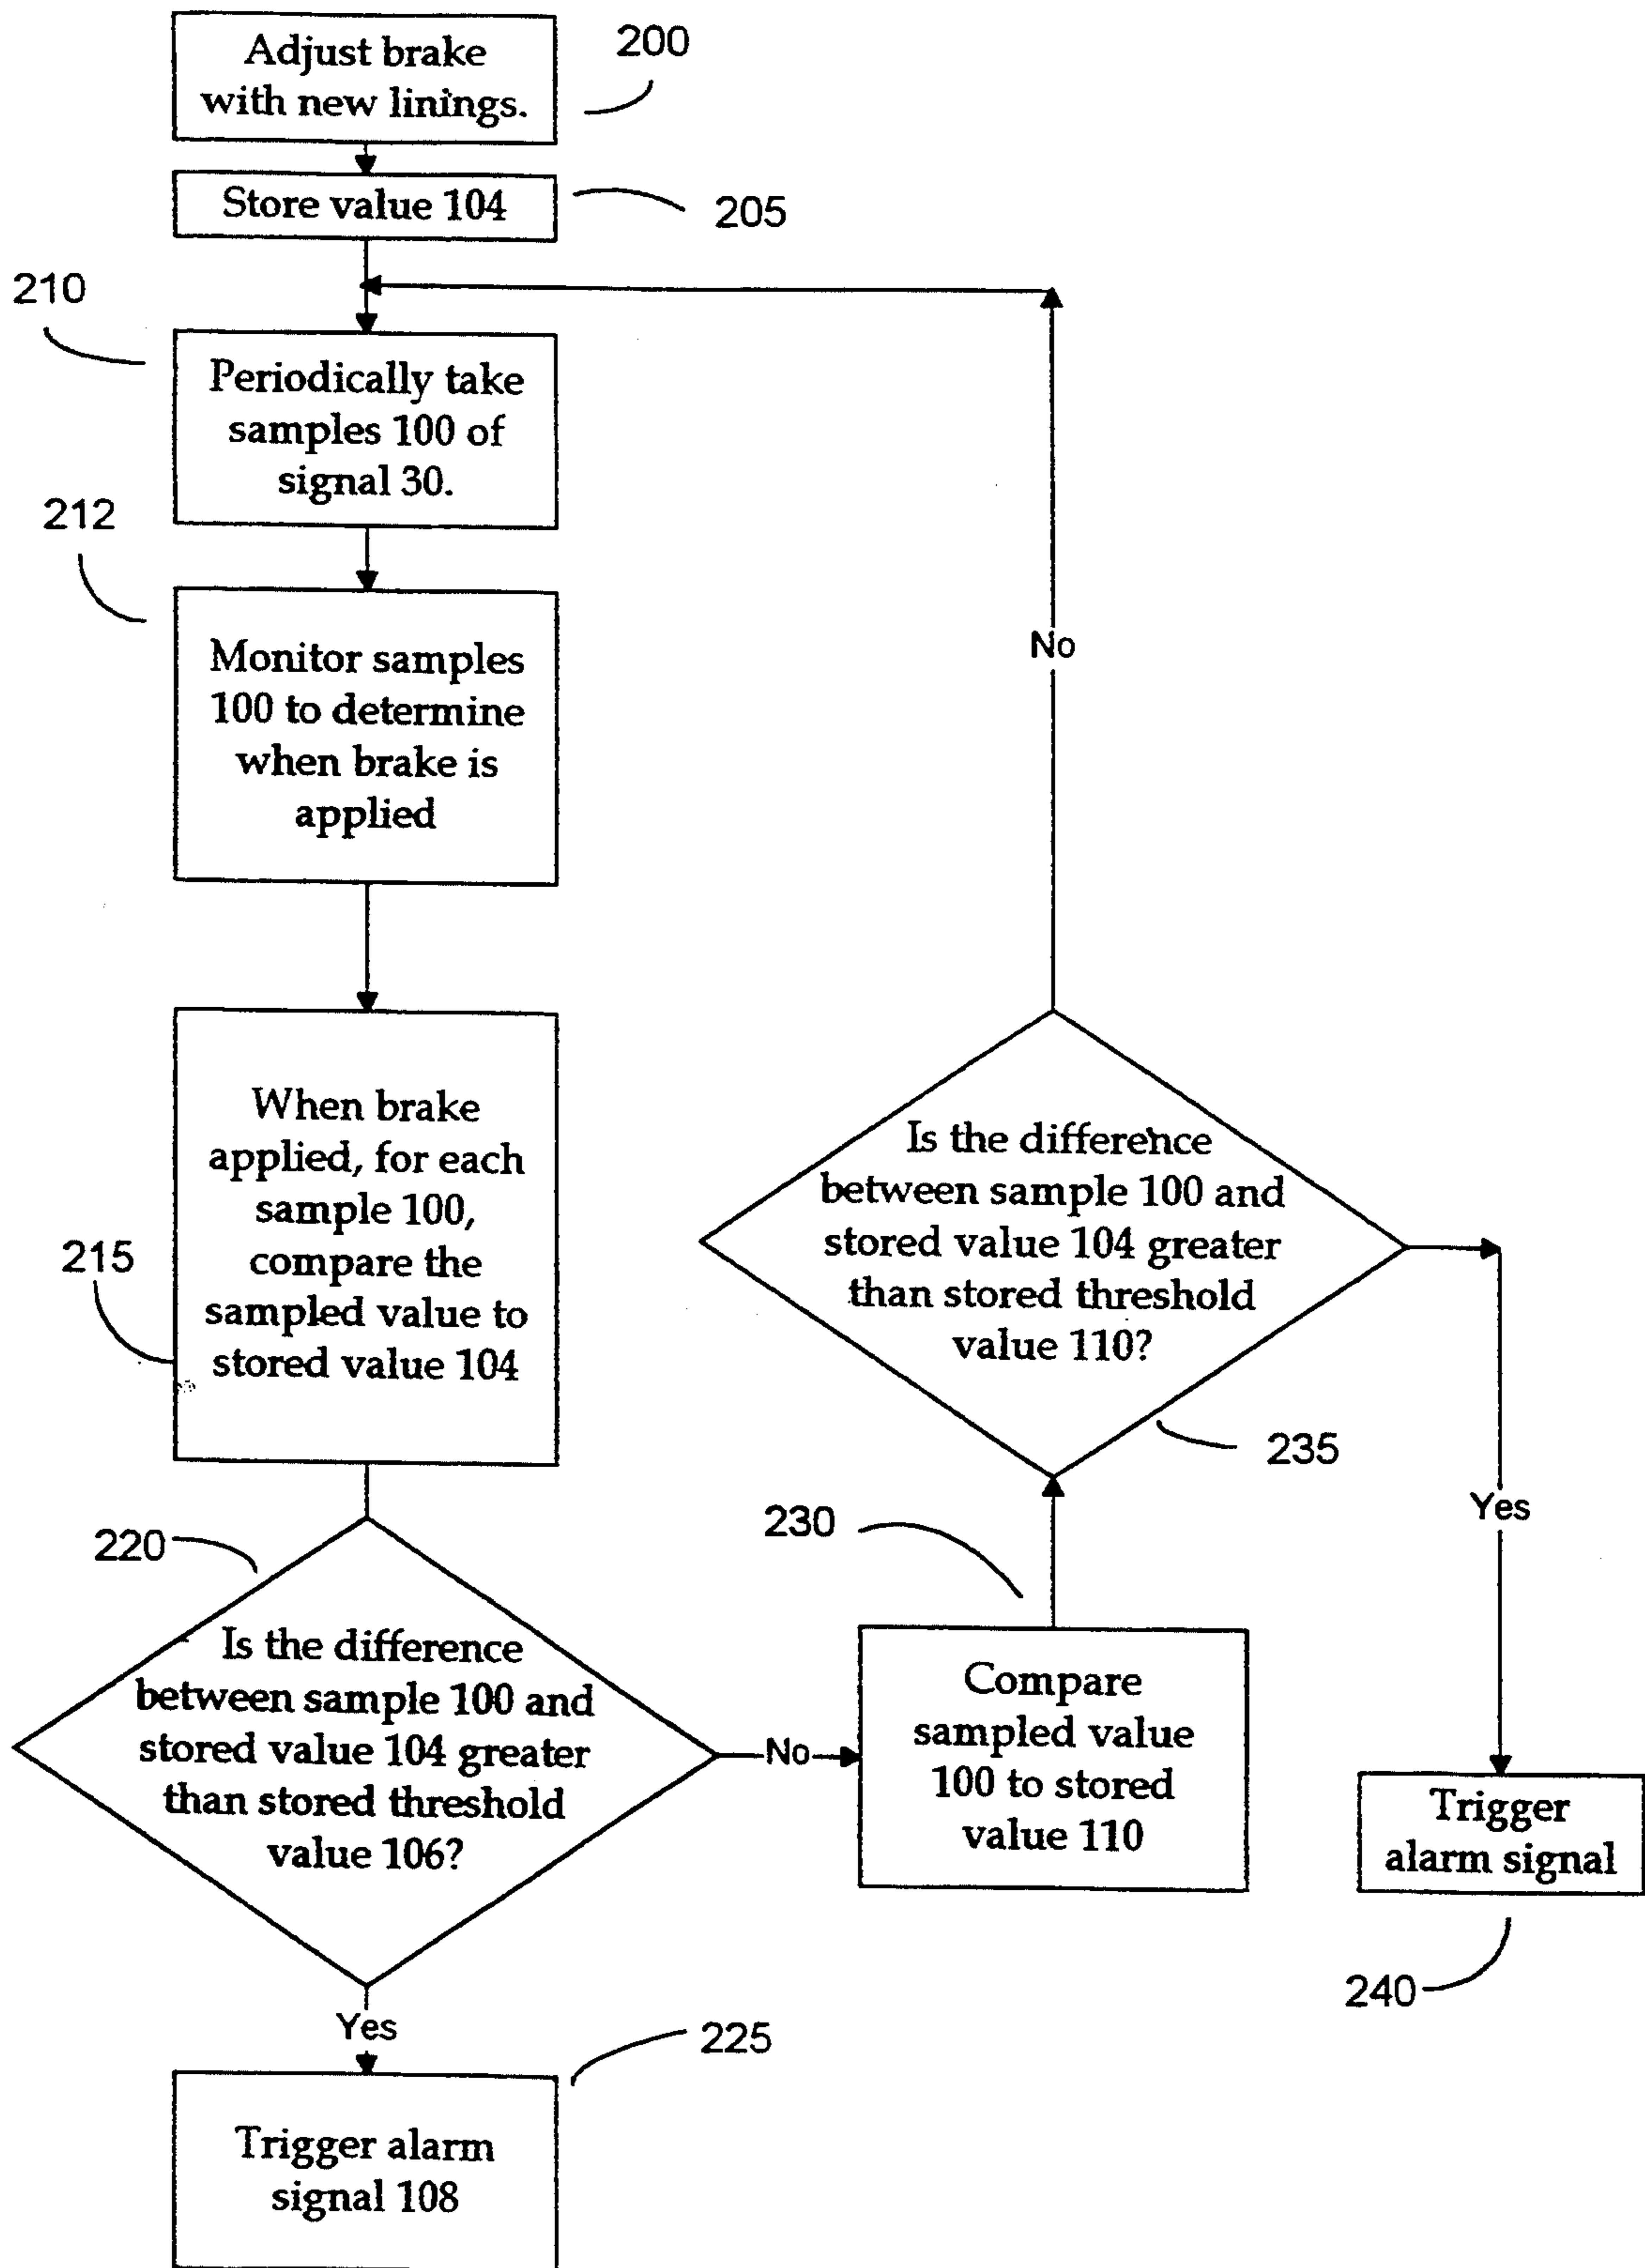 Adjust brake
with new linings.
200
Store value 104
205
210
Periodically take
samples 100 of
signal 30.
212
Monitor samples
100 to determine
when brake is
applied
No
When brake
applied, for each
sample 100,
compare the
sampled value to
stored value 104
215
Is the difference
between sample 100 and
stored value 104 greater
than stored threshold
value 110?
235
Yes
220
Is the difference
between sample 100 and
stored value 104 greater
than stored threshold
value 106?
No
230
Compare
sampled value
100 to stored
value 110
Trigger
alarm signal
240
Yes
225
Trigger alarm
signal 108